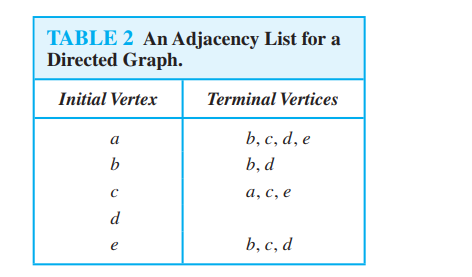 TABLE 2 An Adjacency List for a
Directed Graph.
Initial Vertex Terminal Vertices
a b, c, d, e
b b, d
c a, c, e
d
e b, c, d